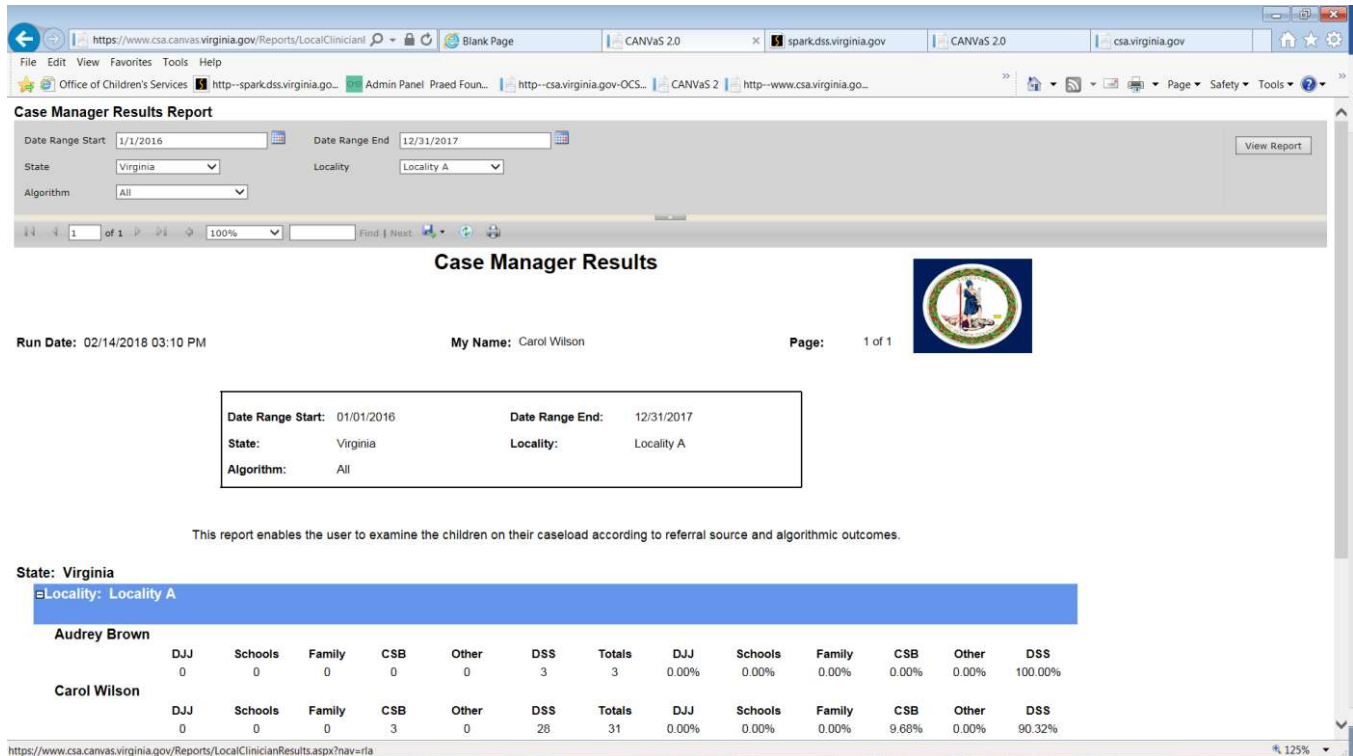 https://www.csa.canvas.virginia.gov/Reports/LocalClinicianI Blank Page CANVaS 2.0 spark.dss.virginia.gov CANVaS 2.0 csa.virginia.gov
File Edit View Favorites Tools Help
Office of Children's Services http--spark.dss.virginia.go... Admin Panel Praed Foun... http--csa.virginia.gov-OCS... CANVaS 2 http--www.csa.virginia.go... Page Safety Tools
Case Manager Results Report
Date Range Start 1/1/2016 Date Range End 12/31/2017 View Report
State Virginia Locality Locality A
Algorithm All
1 of 1 100% Find | Next
Case Manager Results
Run Date: 02/14/2018 03:10 PM My Name: Carol Wilson Page: 1 of 1
Date Range Start: 01/01/2016 Date Range End: 12/31/2017
State: Virginia Locality: Locality A
Algorithm: All
This report enables the user to examine the children on their caseload according to referral source and algorithmic outcomes.
State: Virginia
Locality: Locality A
Audrey Brown
DJJ Schools Family CSB Other DSS Totals DJJ Schools Family CSB Other DSS
0 0 0 0 0 3 3 0.00% 0.00% 0.00% 0.00% 0.00% 100.00%
Carol Wilson
DJJ Schools Family CSB Other DSS Totals DJJ Schools Family CSB Other DSS
0 0 0 3 0 28 31 0.00% 0.00% 0.00% 9.68% 0.00% 90.32%
https://www.csa.canvas.virginia.gov/Reports/LocalClinicianResults.aspx?nav=rla 125%